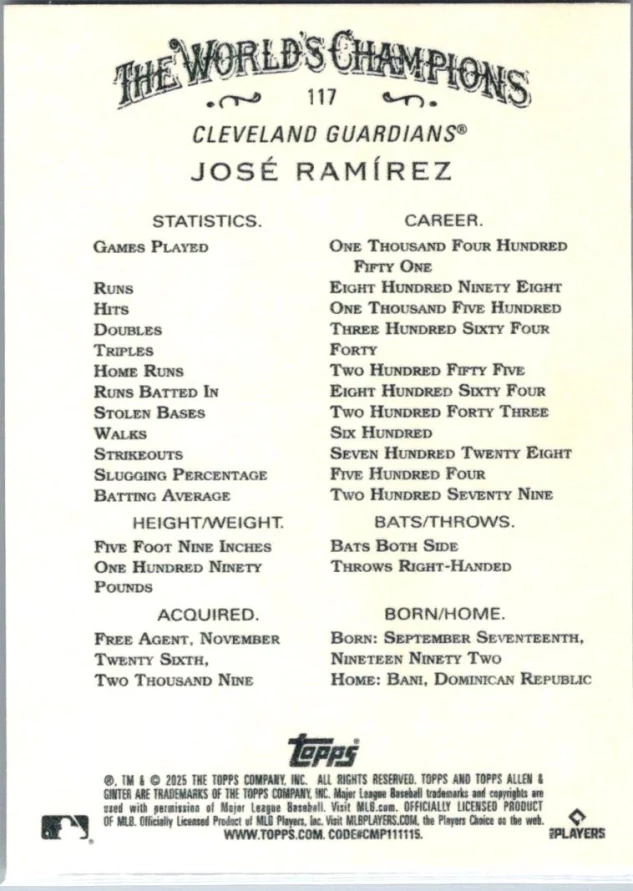 THE WORLD'S CHAMPIONS
117
CLEVELAND GUARDIANS®
JOSÉ RAMÍREZ
STATISTICS. CAREER.
GAMES PLAYED ONE THOUSAND FOUR HUNDRED
FIFTY ONE
RUNS EIGHT HUNDRED NINETY EIGHT
HITS ONE THOUSAND FIVE HUNDRED
DOUBLES THREE HUNDRED SIXTY FOUR
TRIPLES FORTY
HOME RUNS TWO HUNDRED FIFTY FIVE
RUNS BATTED IN EIGHT HUNDRED SIXTY FOUR
STOLEN BASES TWO HUNDRED FORTY THREE
WALKS SIX HUNDRED
STRIKEOUTS SEVEN HUNDRED TWENTY EIGHT
SLUGGING PERCENTAGE FIVE HUNDRED FOUR
BATTING AVERAGE TWO HUNDRED SEVENTY NINE
HEIGHT/WEIGHT. BATS/THROWS.
FIVE FOOT NINE INCHES BATS BOTH SIDE
ONE HUNDRED NINETY THROWS RIGHT-HANDED
POUNDS
ACQUIRED. BORN/HOME.
FREE AGENT, NOVEMBER BORN: SEPTEMBER SEVENTEENTH,
TWENTY SIXTH, NINETEEN NINETY TWO
TWO THOUSAND NINE HOME: BANI, DOMINICAN REPUBLIC
Topps®
®, TM & © 2025 THE TOPPS COMPANY, INC. ALL RIGHTS RESERVED. TOPPS AND TOPPS ALLEN &
GINTER ARE TRADEMARKS OF THE TOPPS COMPANY, INC. Major League Baseball trademarks and copyrights are
used with permission of Major League Baseball. Visit MLB.com. OFFICIALLY LICENSED PRODUCT
OF MLB. Officially Licensed Product of MLB Players, Inc. Visit MLBPLAYERS.COM, the Players Choice on the web.
WWW.TOPPS.COM. CODE#CMP111115.
PLAYERS